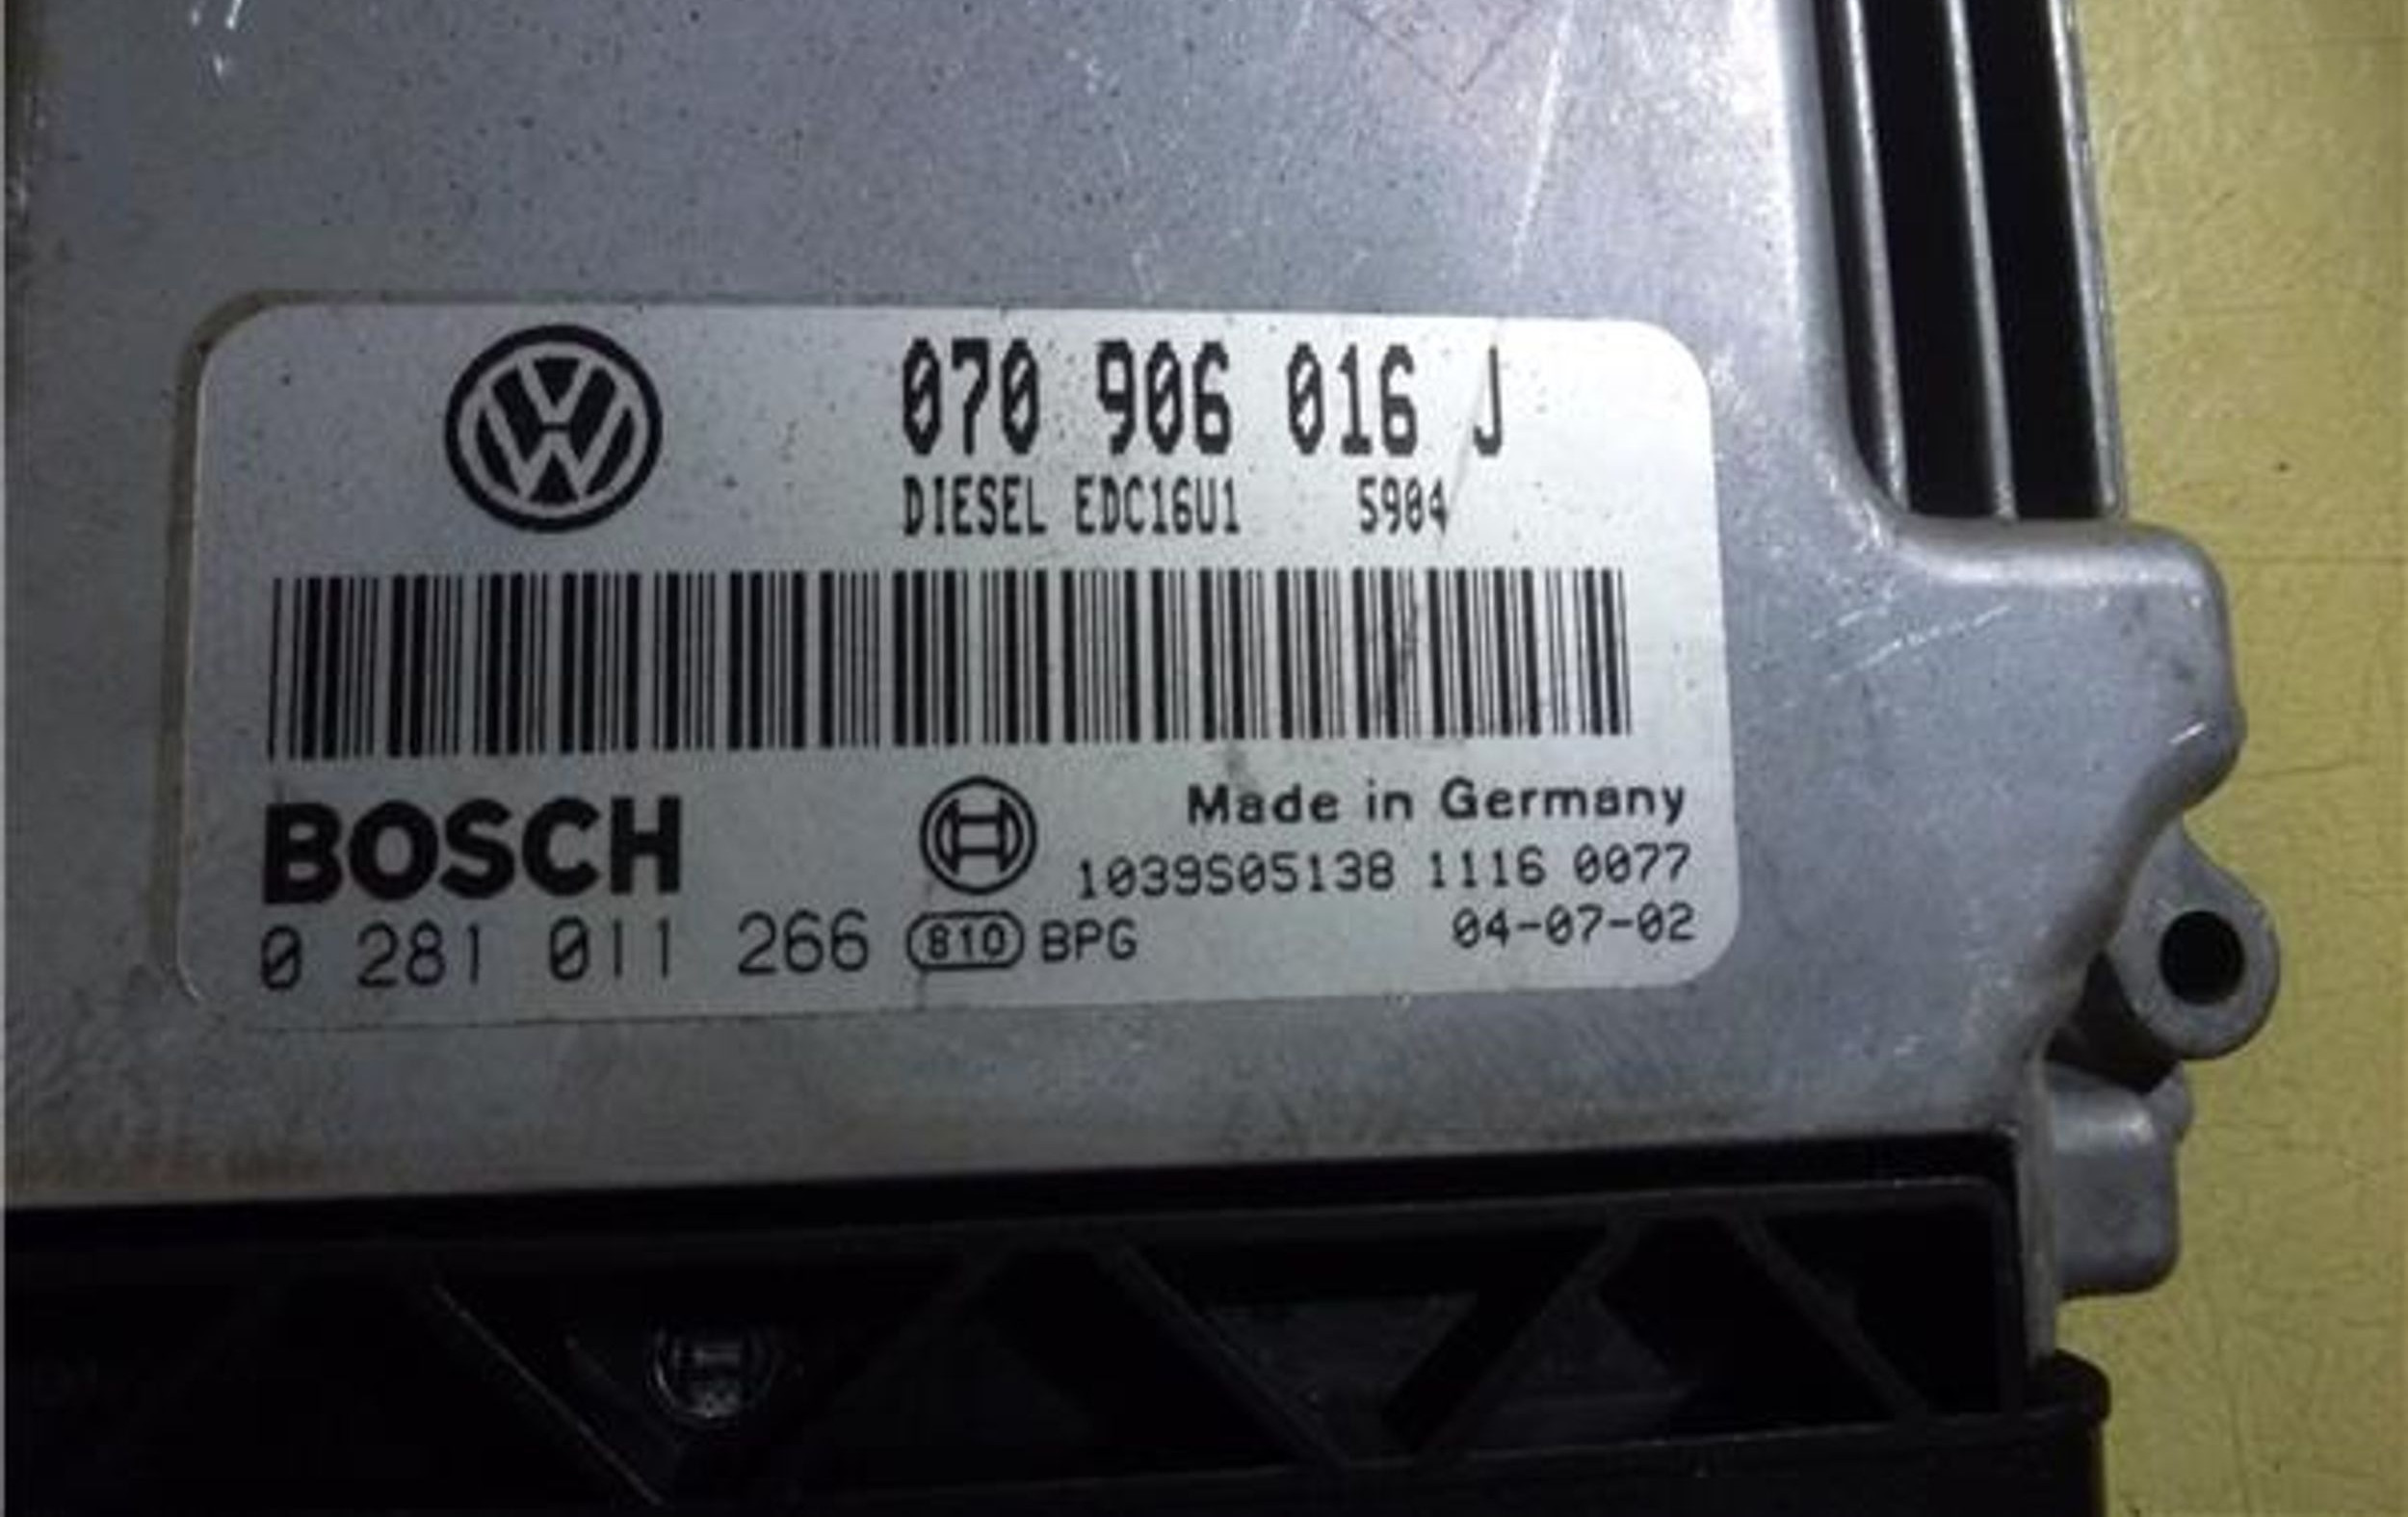 070 906 016 J
DIESEL EDC16U1 5904
BOSCH
Made in Germany
1039S05138 1116 0077
0 281 011 266 810 BPG 04-07-02